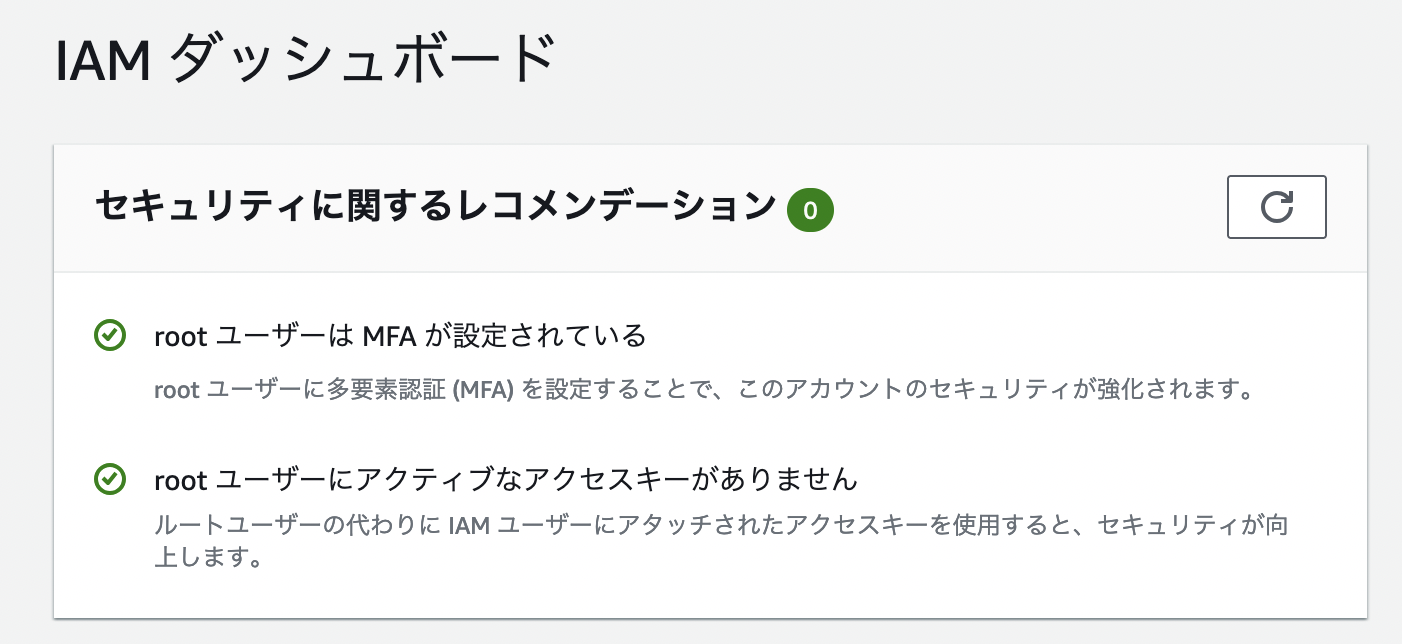 IAM ダッシュボード
セキュリティに関するレコメンデーション 0
root ユーザーは MFA が設定されている
root ユーザーに多要素認証 (MFA) を設定することで、このアカウントのセキュリティが強化されます。
root ユーザーにアクティブなアクセスキーがありません
ルートユーザーの代わりに IAM ユーザーにアタッチされたアクセスキーを使用すると、セキュリティが向
上します。